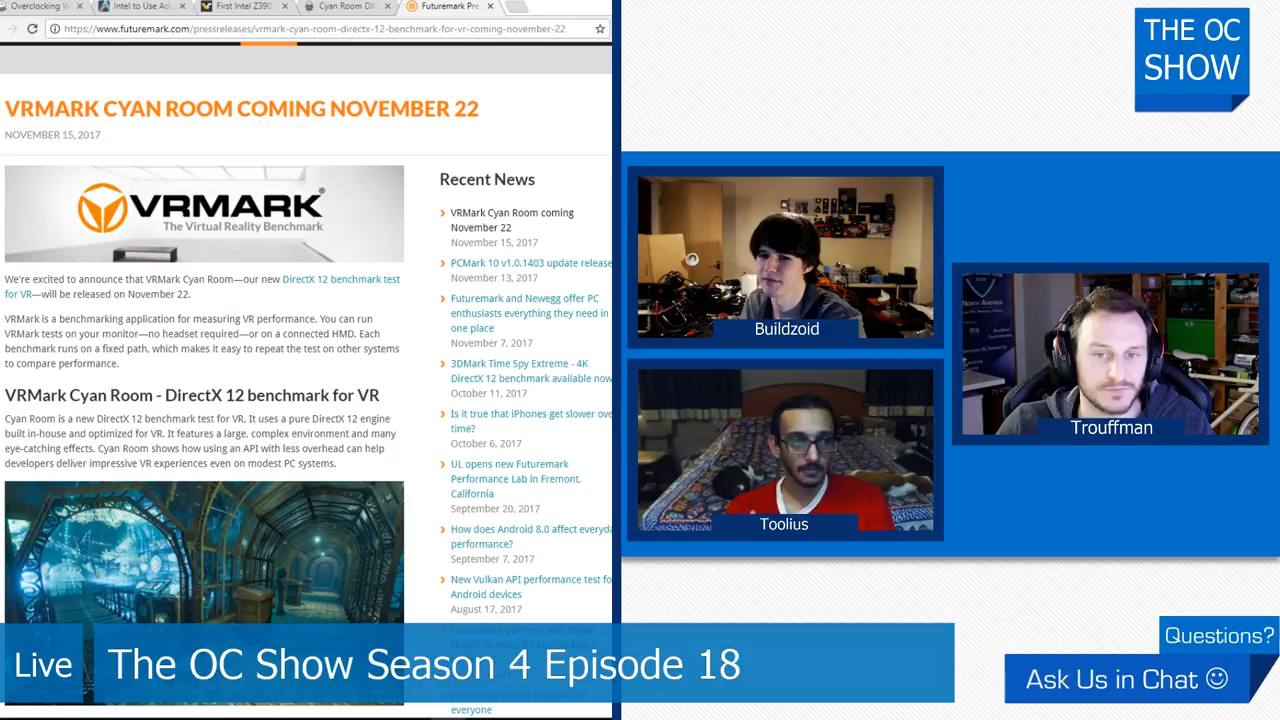 Overclocking
Intel to Use Ad
First Intel Z390
Cyan Room DX
Futuremark Pre
https://www.futuremark.com/pressreleases/vrmark-cyan-room-directx-12-benchmark-for-vr-coming-november-22
VRMARK CYAN ROOM COMING NOVEMBER 22
NOVEMBER 15, 2017
VRMARK®
The Virtual Reality Benchmark
We're excited to announce that VRMark Cyan Room—our new DirectX 12 benchmark test
for VR—will be released on November 22.
VRMark is a benchmarking application for measuring VR performance. You can run
VRMark tests on your monitor—no headset required—or on a connected HMD. Each
benchmark runs on a fixed path, which makes it easy to repeat the test on other systems
to compare performance.
VRMark Cyan Room - DirectX 12 benchmark for VR
Cyan Room is a new DirectX 12 benchmark test for VR. It uses a pure DirectX 12 engine
built in-house and optimized for VR. It features a large, complex environment and many
eye-catching effects. Cyan Room shows how using an API with less overhead can help
developers deliver impressive VR experiences even on modest PC systems.
Recent News
VRMark Cyan Room coming
November 22
November 15, 2017
PCMark 10 v1.0.1403 update release
November 13, 2017
Futuremark and Newegg offer PC
enthusiasts everything they need in
one place
November 7, 2017
3DMark Time Spy Extreme - 4K
DirectX 12 benchmark available now
October 11, 2017
Is it true that iPhones get slower ove
time?
October 6, 2017
UL opens new Futuremark
Performance Lab in Fremont,
California
September 20, 2017
How does Android 8.0 affect everyda
performance?
September 7, 2017
New Vulkan API performance test fo
Android devices
August 17, 2017
everyone
THE OC
SHOW
Buildzoid
Toolius
NORTH AMERICA
Trouffman
Live
The OC Show Season 4 Episode 18
Questions?
Ask Us in Chat ☺